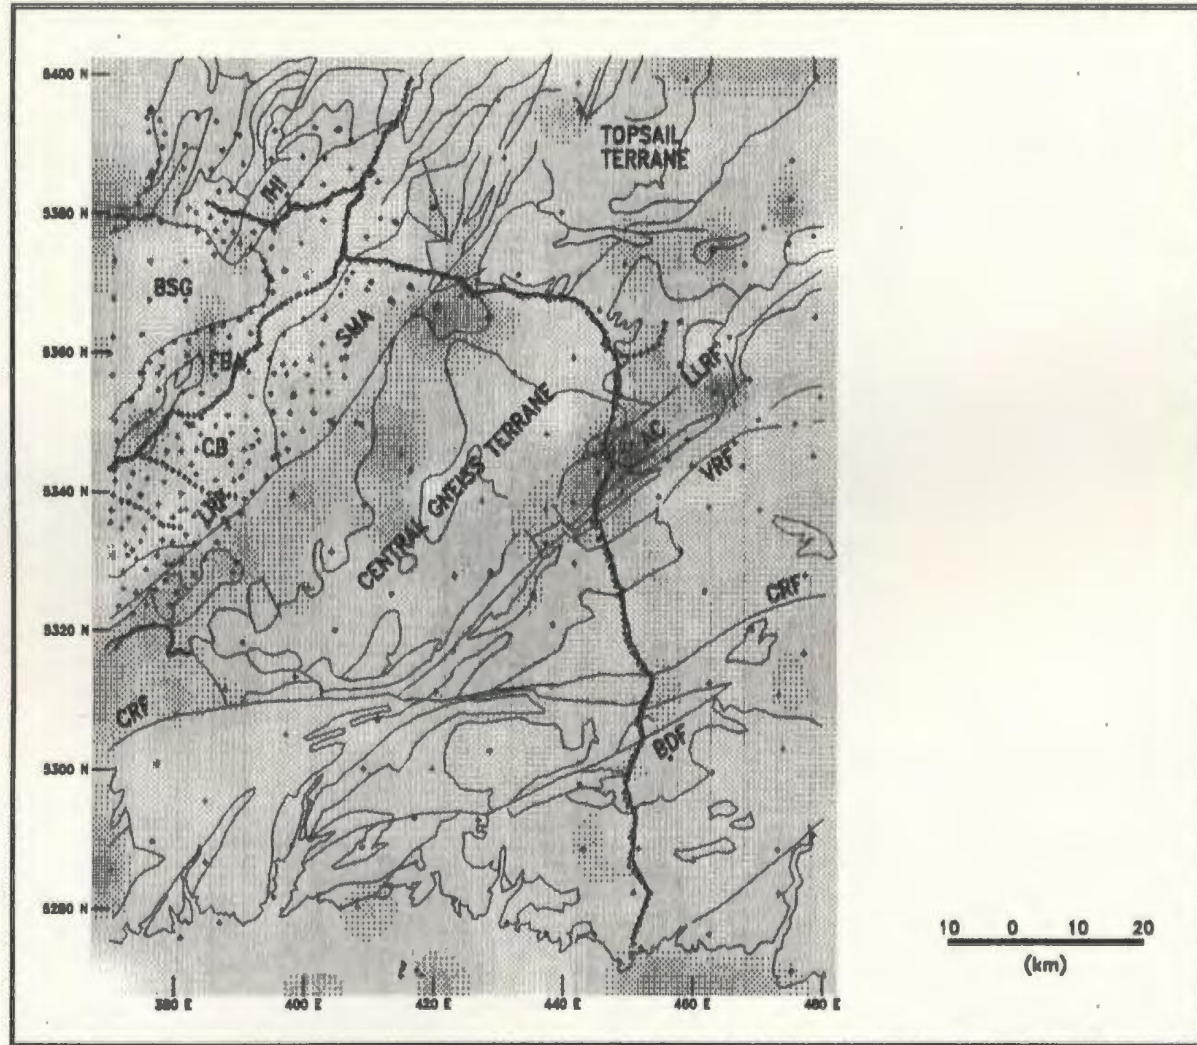 5400 N
TOPSAIL
TERRANE
IHI
5380 N
BSG
SMA
5360 N
FBA
LLRF
CB
AC
VRF
5340 N
LRF
CENTRAL GNEISS TERRANE
CRF
5320 N
CRF
BDF
5300 N
5280 N
380 E
400 E
420 E
440 E
460 E
480 E
10 0 10 20
(km)